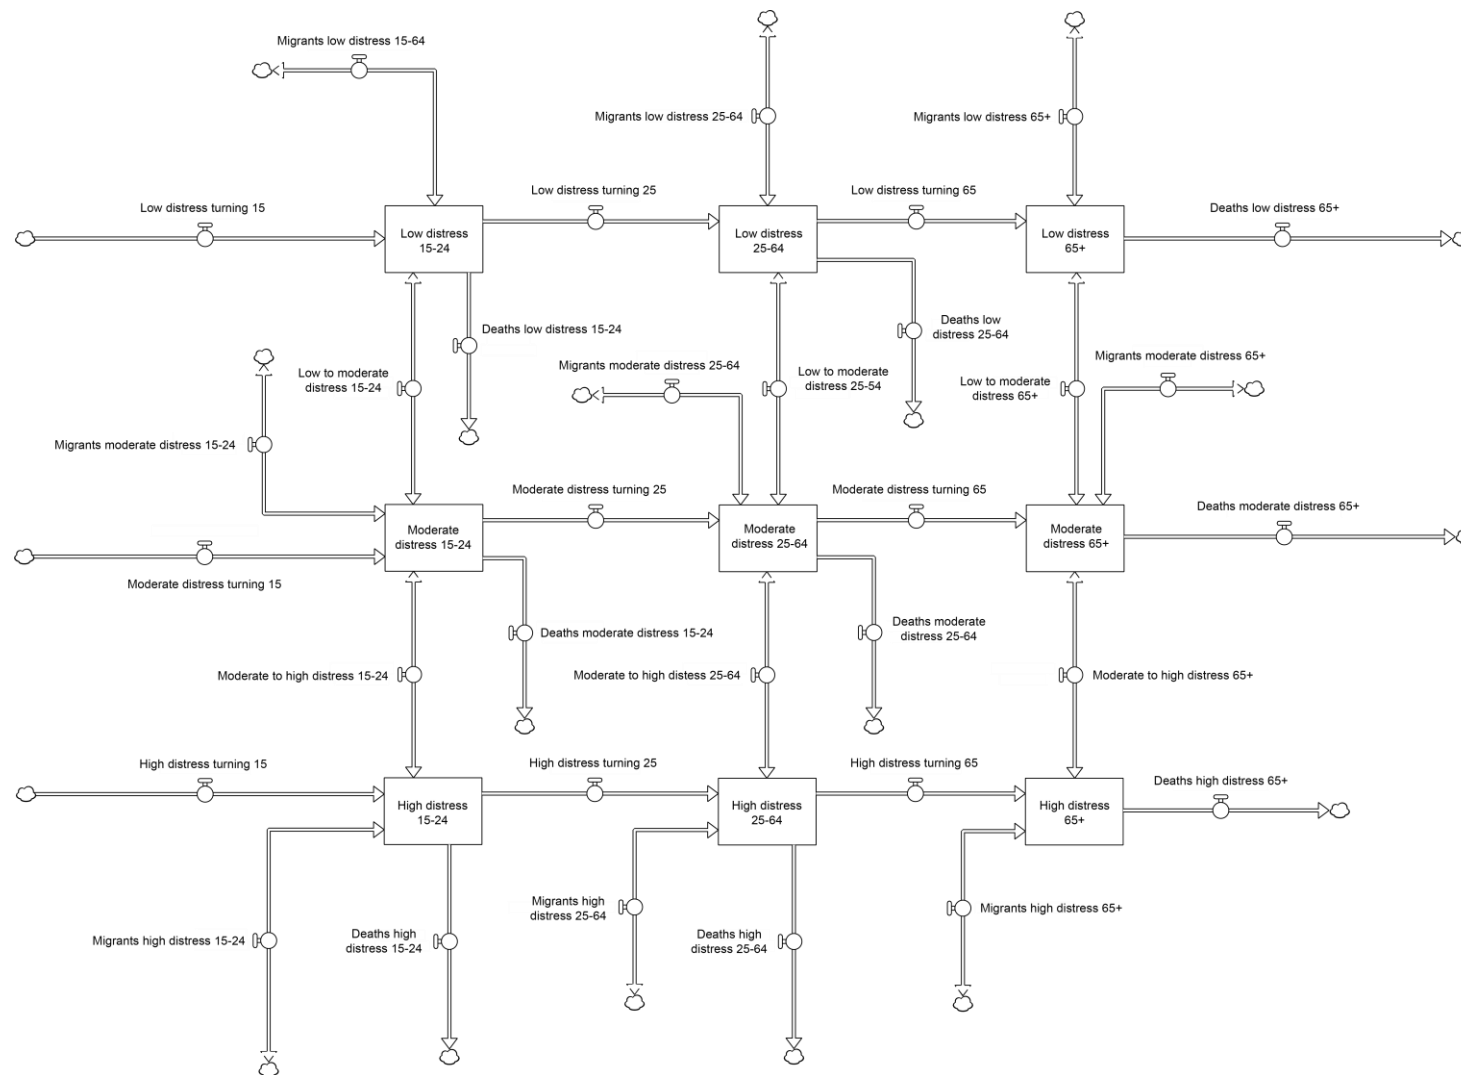 Migrants low distress 15-64
Migrants low distress 25-64
Migrants low distress 65+
Low distress turning 15
Low distress turning 25
Low distress turning 65
Deaths low distress 65+
Low distress
15-24
Low distress
25-64
Low distress
65+
Deaths low distress 15-24
Deaths low
distress 25-64
Low to moderate
distress 15-24
Migrants moderate distress 25-64
Low to moderate
distress 25-54
Low to moderate
distress 65+
Migrants moderate distress 65+
Migrants moderate distress 15-24
Moderate distress turning 25
Moderate distress turning 65
Deaths moderate distress 65+
Moderate
distress 15-24
Moderate
distress 25-64
Moderate
distress 65+
Moderate distress turning 15
Deaths moderate distress 15-24
Deaths moderate
distress 25-64
Moderate to high distress 15-24
Moderate to high distess 25-64
Moderate to high distress 65+
High distress turning 15
High distress turning 25
High distress turning 65
Deaths high distress 65+
High distress
15-24
High distress
25-64
High distress
65+
Migrants high distress 15-24
Deaths high
distress 15-24
Migrants high
distress 25-64
Deaths high
distress 25-64
Migrants high distress 65+